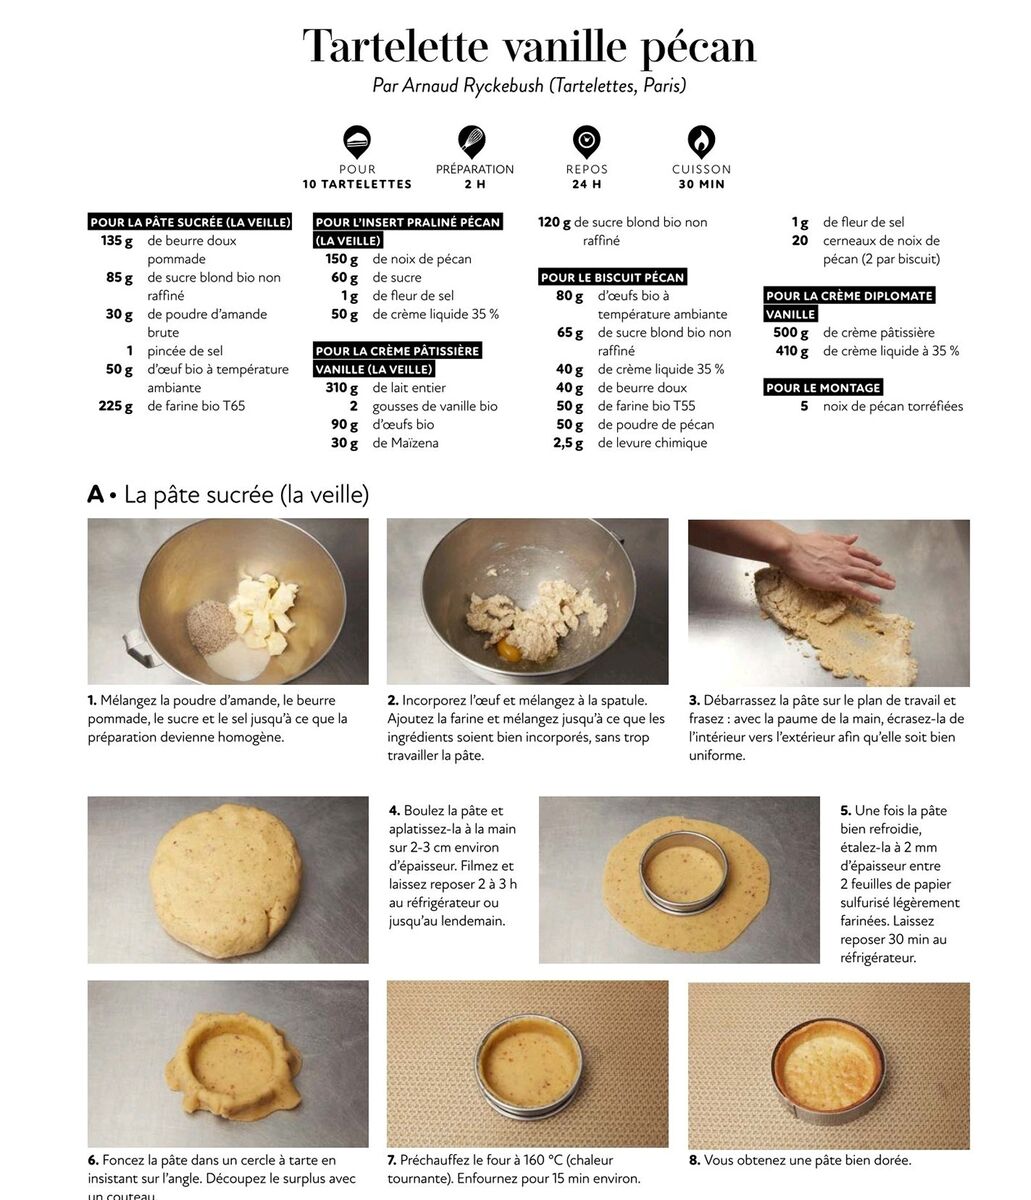 Tartelette vanille pécan
Par Arnaud Ryckebush (Tartelettes, Paris)
POUR
10 TARTELETTES
PRÉPARATION
2 H
REPOS
24 H
CUISSON
30 MIN
POUR LA PÂTE SUCRÉE (LA VEILLE)
135 g de beurre doux
pommade
85 g de sucre blond bio non
raffiné
30 g de poudre d’amande
brute
1 pincée de sel
50 g d’œuf bio à température
ambiante
225 g de farine bio T65
POUR L’INSERT PRALINÉ PÉCAN
(LA VEILLE)
150 g de noix de pécan
60 g de sucre
1 g de fleur de sel
50 g de crème liquide 35 %
POUR LA CRÈME PÂTISSIÈRE
VANILLE (LA VEILLE)
310 g de lait entier
2 gousses de vanille bio
90 g d’œufs bio
30 g de Maïzena
120 g de sucre blond bio non
raffiné
POUR LE BISCUIT PÉCAN
80 g d’œufs bio à
température ambiante
65 g de sucre blond bio non
raffiné
40 g de crème liquide 35 %
40 g de beurre doux
50 g de farine bio T55
50 g de poudre de pécan
2,5 g de levure chimique
1 g de fleur de sel
20 cerneaux de noix de
pécan (2 par biscuit)
POUR LA CRÈME DIPLOMATE
VANILLE
500 g de crème pâtissière
410 g de crème liquide à 35 %
POUR LE MONTAGE
5 noix de pécan torréfiées
A • La pâte sucrée (la veille)
1. Mélangez la poudre d’amande, le beurre
pommade, le sucre et le sel jusqu’à ce que la
préparation devienne homogène.
2. Incorporez l’œuf et mélangez à la spatule.
Ajoutez la farine et mélangez jusqu’à ce que les
ingrédients soient bien incorporés, sans trop
travailler la pâte.
3. Débarrassez la pâte sur le plan de travail et
frasez : avec la paume de la main, écrasez-la de
l’intérieur vers l’extérieur afin qu’elle soit bien
uniforme.
4. Boulez la pâte et
aplatissez-la à la main
sur 2-3 cm environ
d’épaisseur. Filmez et
laissez reposer 2 à 3 h
au réfrigérateur ou
jusqu’au lendemain.
5. Une fois la pâte
bien refroidie,
étalez-la à 2 mm
d’épaisseur entre
2 feuilles de papier
sulfurisé légèrement
farinées. Laissez
reposer 30 min au
réfrigérateur.
6. Foncez la pâte dans un cercle à tarte en
insistant sur l’angle. Découpez le surplus avec
un couteau.
7. Préchauffez le four à 160 °C (chaleur
tournante). Enfournez pour 15 min environ.
8. Vous obtenez une pâte bien dorée.